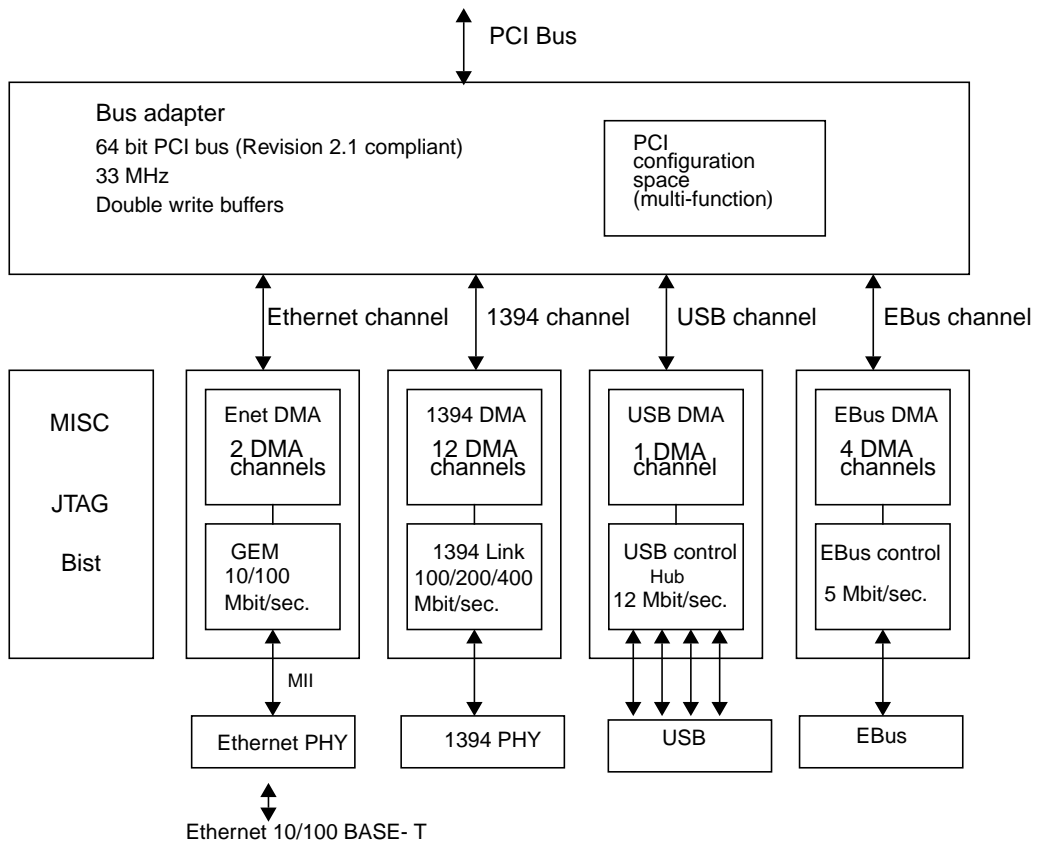 PCI Bus
Bus adapter
64 bit PCI bus (Revision 2.1 compliant)
33 MHz
Double write buffers
PCI
configuration
space
(multi-function)
Ethernet channel
1394 channel
USB channel
EBus channel
MISC
JTAG
Bist
Enet DMA
2 DMA
channels
GEM
10/100
Mbit/sec.
MII
Ethernet PHY
Ethernet 10/100 BASE- T
1394 DMA
12 DMA
channels
1394 Link
100/200/400
Mbit/sec.
1394 PHY
USB DMA
1 DMA
channel
USB control
Hub
12 Mbit/sec.
USB
EBus DMA
4 DMA
channels
EBus control
5 Mbit/sec.
EBus